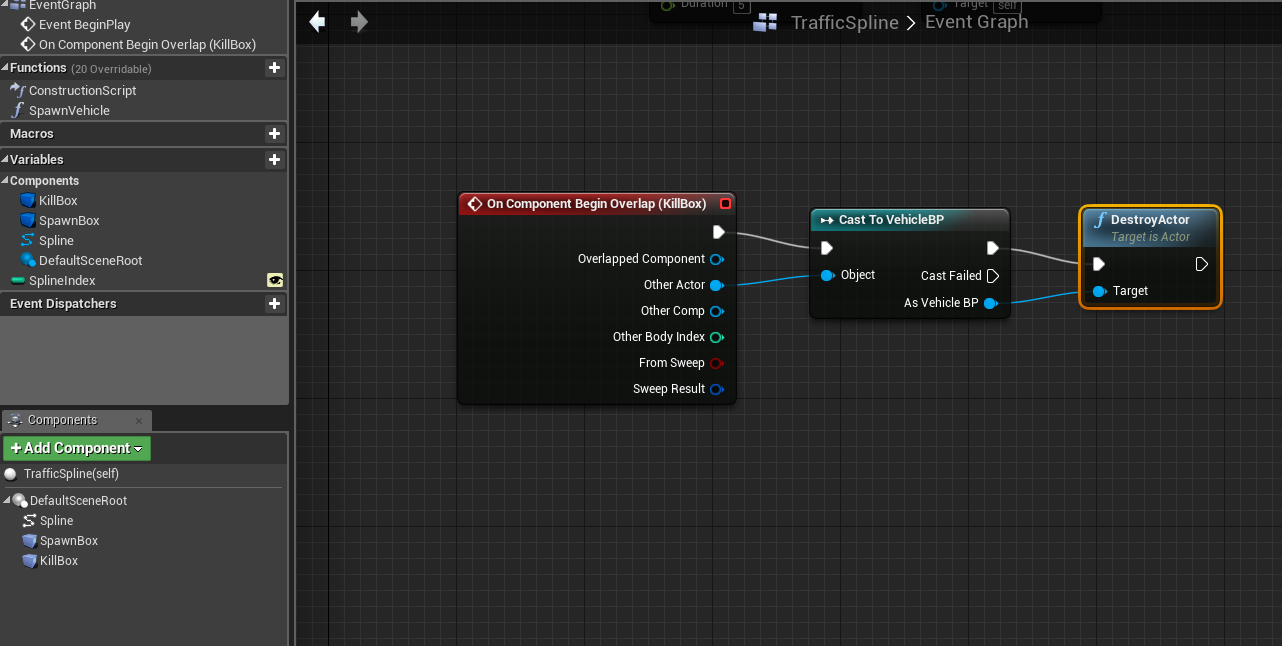 EventGraph
Event BeginPlay
On Component Begin Overlap (KillBox)
Functions (20 Overridable)
ConstructionScript
SpawnVehicle
Macros
Variables
Components
KillBox
SpawnBox
Spline
DefaultSceneRoot
SplineIndex
Event Dispatchers
Components
Add Component
TrafficSpline(self)
DefaultSceneRoot
Spline
SpawnBox
KillBox
Duration 5
Target self
TrafficSpline > Event Graph
On Component Begin Overlap (KillBox)
Overlapped Component
Other Actor
Other Comp
Other Body Index
From Sweep
Sweep Result
Cast To VehicleBP
Object
Cast Failed
As Vehicle BP
DestroyActor
Target is Actor
Target